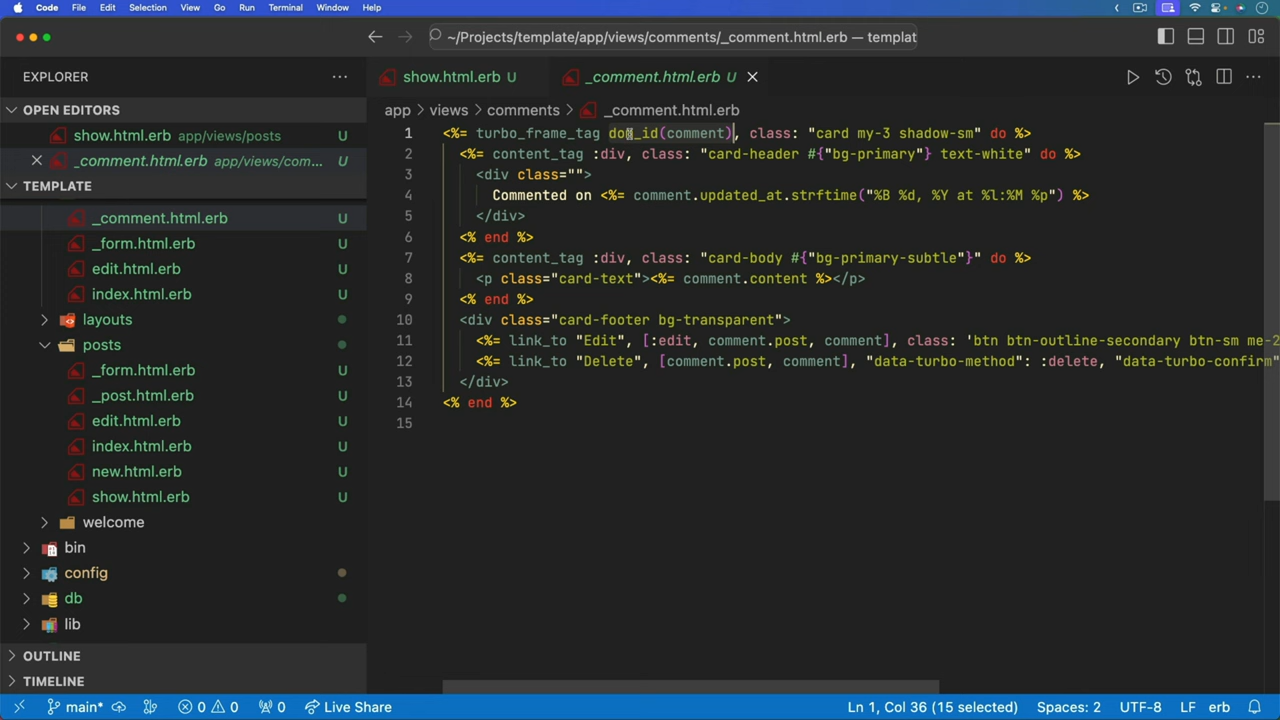 Code File Edit Selection View Go Run Terminal Window Help
~/Projects/template/app/views/comments/_comment.html.erb — templat
EXPLORER
OPEN EDITORS
show.html.erb app/views/posts U
_comment.html.erb app/views/com... U
TEMPLATE
_comment.html.erb U
_form.html.erb U
edit.html.erb U
index.html.erb U
layouts
posts
_form.html.erb U
_post.html.erb U
edit.html.erb U
index.html.erb U
new.html.erb U
show.html.erb U
welcome
bin
config
db
lib
OUTLINE
TIMELINE
show.html.erb U
_comment.html.erb U
app > views > comments > _comment.html.erb
1 <%= turbo_frame_tag dom_id(comment), class: "card my-3 shadow-sm" do %>
2 <%= content_tag :div, class: "card-header #{"bg-primary"} text-white" do %>
3 <div class="">
4 Commented on <%= comment.updated_at.strftime("%B %d, %Y at %l:%M %p") %>
5 </div>
6 <% end %>
7 <%= content_tag :div, class: "card-body #{"bg-primary-subtle"}" do %>
8 <p class="card-text"><%= comment.content %></p>
9 <% end %>
10 <div class="card-footer bg-transparent">
11 <%= link_to "Edit", [:edit, comment.post, comment], class: 'btn btn-outline-secondary btn-sm me-2
12 <%= link_to "Delete", [comment.post, comment], "data-turbo-method": :delete, "data-turbo-confirm"
13 </div>
14 <% end %>
15
main* 0 0 0 Live Share Ln 1, Col 36 (15 selected) Spaces: 2 UTF-8 LF erb